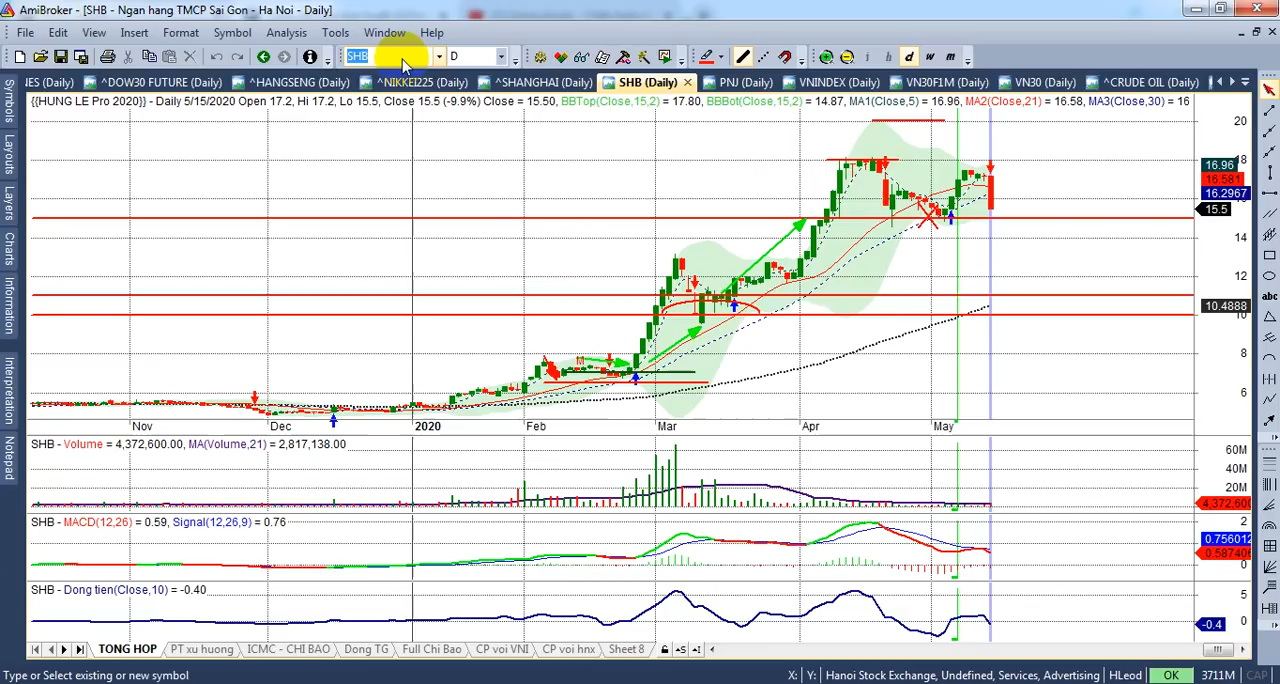 AmiBroker - [SHB - Ngan hang TMCP Sai Gon - Ha Noi - Daily]
File Edit View Insert Format Symbol Analysis Tools Window Help
SHB D h d w m
IES (Daily) ^DOW30 FUTURE (Daily) ^HANGSENG (Daily) ^NIKKEI225 (Daily) ^SHANGHAI (Daily) SHB (Daily) PNJ (Daily) VNINDEX (Daily) VN30F1M (Daily) VN30 (Daily) ^CRUDE OIL (Daily)
{{HUNG LE Pro 2020}} - Daily 5/15/2020 Open 17.2, Hi 17.2, Lo 15.5, Close 15.5 (-9.9%) Close = 15.50, BBTop(Close,15,2) = 17.80, BBBot(Close,15,2) = 14.87, MA1(Close,5) = 16.96, MA2(Close,21) = 16.58, MA3(Close,30) = 16
Symbols
Layouts
Layers
Charts
Information
Interpretation
Notepad
20
18
16.96
16.581
16.2967
16
15.5
14
12
10.4888
10
8
6
M
abc
Nov Dec 2020 Feb Mar Apr May
SHB - Volume = 4,372,600.00, MA(Volume,21) = 2,817,138.00
60M
40M
20M
4,372,600
SHB - MACD(12,26) = 0.59, Signal(12,26,9) = 0.76
2
0.756012
0.587406
0
SHB - Dong tien(Close,10) = -0.40
5
0
-0.4
TONG HOP PT xu huong ICMC - CHI BAO Dong TG Full Chi Bao CP voi VNI CP voi hnx Sheet 8
Type or Select existing or new symbol X: Y: Hanoi Stock Exchange, Undefined, Services, Advertising HLeod OK 3711M CAP